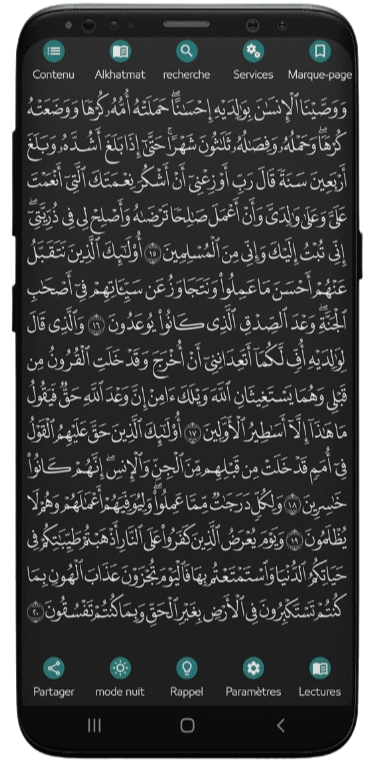 Contenu Alkhatmat recherche Services Marque-page
وَوَصَّيْنَا ٱلْإِنسَٰنَ بِوَٰلِدَيْهِ إِحْسَٰنًا ۖ حَمَلَتْهُ أُمُّهُۥ كُرْهًا وَوَضَعَتْهُ
كُرْهًا ۖ وَحَمْلُهُۥ وَفِصَٰلُهُۥ ثَلَٰثُونَ شَهْرًا ۚ حَتَّىٰٓ إِذَا بَلَغَ أَشُدَّهُۥ وَبَلَغَ
أَرْبَعِينَ سَنَةً قَالَ رَبِّ أَوْزِعْنِىٓ أَنْ أَشْكُرَ نِعْمَتَكَ ٱلَّتِىٓ أَنْعَمْتَ
عَلَىَّ وَعَلَىٰ وَٰلِدَىَّ وَأَنْ أَعْمَلَ صَٰلِحًا تَرْضَىٰهُ وَأَصْلِحْ لِى فِى ذُرِّيَّتِىٓ ۖ
إِنِّى تُبْتُ إِلَيْكَ وَإِنِّى مِنَ ٱلْمُسْلِمِينَ ١٥ أُو۟لَٰٓئِكَ ٱلَّذِينَ نَتَقَبَّلُ
عَنْهُمْ أَحْسَنَ مَا عَمِلُوا۟ وَنَتَجَاوَزُ عَن سَيِّـَٔاتِهِمْ فِىٓ أَصْحَٰبِ
ٱلْجَنَّةِ ۖ وَعْدَ ٱلصِّدْقِ ٱلَّذِى كَانُوا۟ يُوعَدُونَ ١٦ وَٱلَّذِى قَالَ
لِوَٰلِدَيْهِ أُفٍّ لَّكُمَآ أَتَعِدَانِنِىٓ أَنْ أُخْرَجَ وَقَدْ خَلَتِ ٱلْقُرُونُ مِن
قَبْلِى وَهُمَا يَسْتَغِيثَانِ ٱللَّهَ وَيْلَكَ ءَامِنْ إِنَّ وَعْدَ ٱللَّهِ حَقٌّ فَيَقُولُ
مَا هَٰذَآ إِلَّآ أَسَٰطِيرُ ٱلْأَوَّلِينَ ١٧ أُو۟لَٰٓئِكَ ٱلَّذِينَ حَقَّ عَلَيْهِمُ ٱلْقَوْلُ
فِىٓ أُمَمٍ قَدْ خَلَتْ مِن قَبْلِهِم مِّنَ ٱلْجِنِّ وَٱلْإِنسِ ۖ إِنَّهُمْ كَانُوا۟
خَٰسِرِينَ ١٨ وَلِكُلٍّ دَرَجَٰتٌ مِّمَّا عَمِلُوا۟ ۖ وَلِيُوَفِّيَهُمْ أَعْمَٰلَهُمْ وَهُمْ لَا
يُظْلَمُونَ ١٩ وَيَوْمَ يُعْرَضُ ٱلَّذِينَ كَفَرُوا۟ عَلَى ٱلنَّارِ أَذْهَبْتُمْ طَيِّبَٰتِكُمْ فِى
حَيَاتِكُمُ ٱلدُّنْيَا وَٱسْتَمْتَعْتُم بِهَا فَٱلْيَوْمَ تُجْزَوْنَ عَذَابَ ٱلْهُونِ بِمَا
كُنتُمْ تَسْتَكْبِرُونَ فِى ٱلْأَرْضِ بِغَيْرِ ٱلْحَقِّ وَبِمَا كُنتُمْ تَفْسُقُونَ ٢٠
Partager mode nuit Rappel Paramètres Lectures